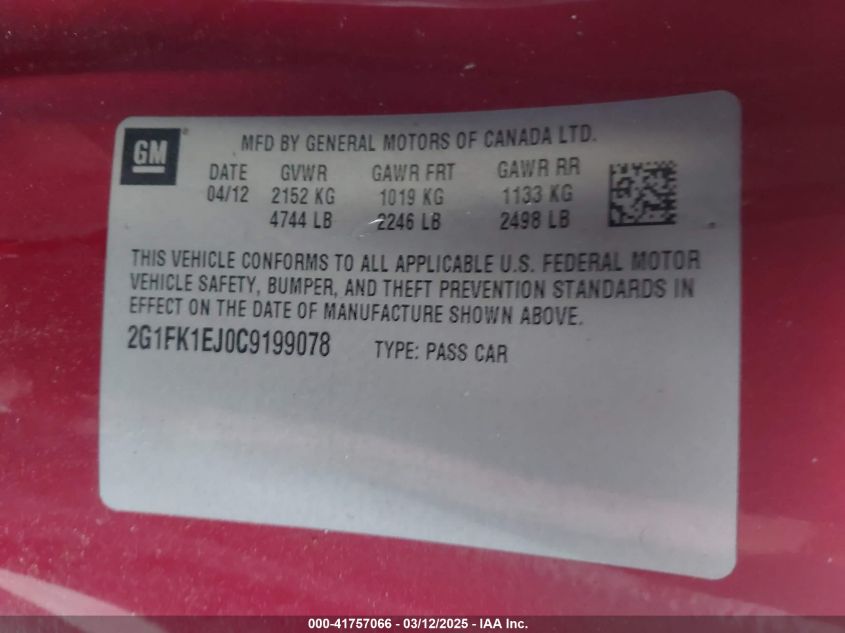 GM
MFD BY GENERAL MOTORS OF CANADA LTD.
DATE GVWR GAWR FRT GAWR RR
04/12 2152 KG 1019 KG 1133 KG
4744 LB 2246 LB 2498 LB
THIS VEHICLE CONFORMS TO ALL APPLICABLE U.S. FEDERAL MOTOR
VEHICLE SAFETY, BUMPER, AND THEFT PREVENTION STANDARDS IN
EFFECT ON THE DATE OF MANUFACTURE SHOWN ABOVE.
2G1FK1EJ0C9199078 TYPE: PASS CAR
000-41757066 - 03/12/2025 - IAA Inc.